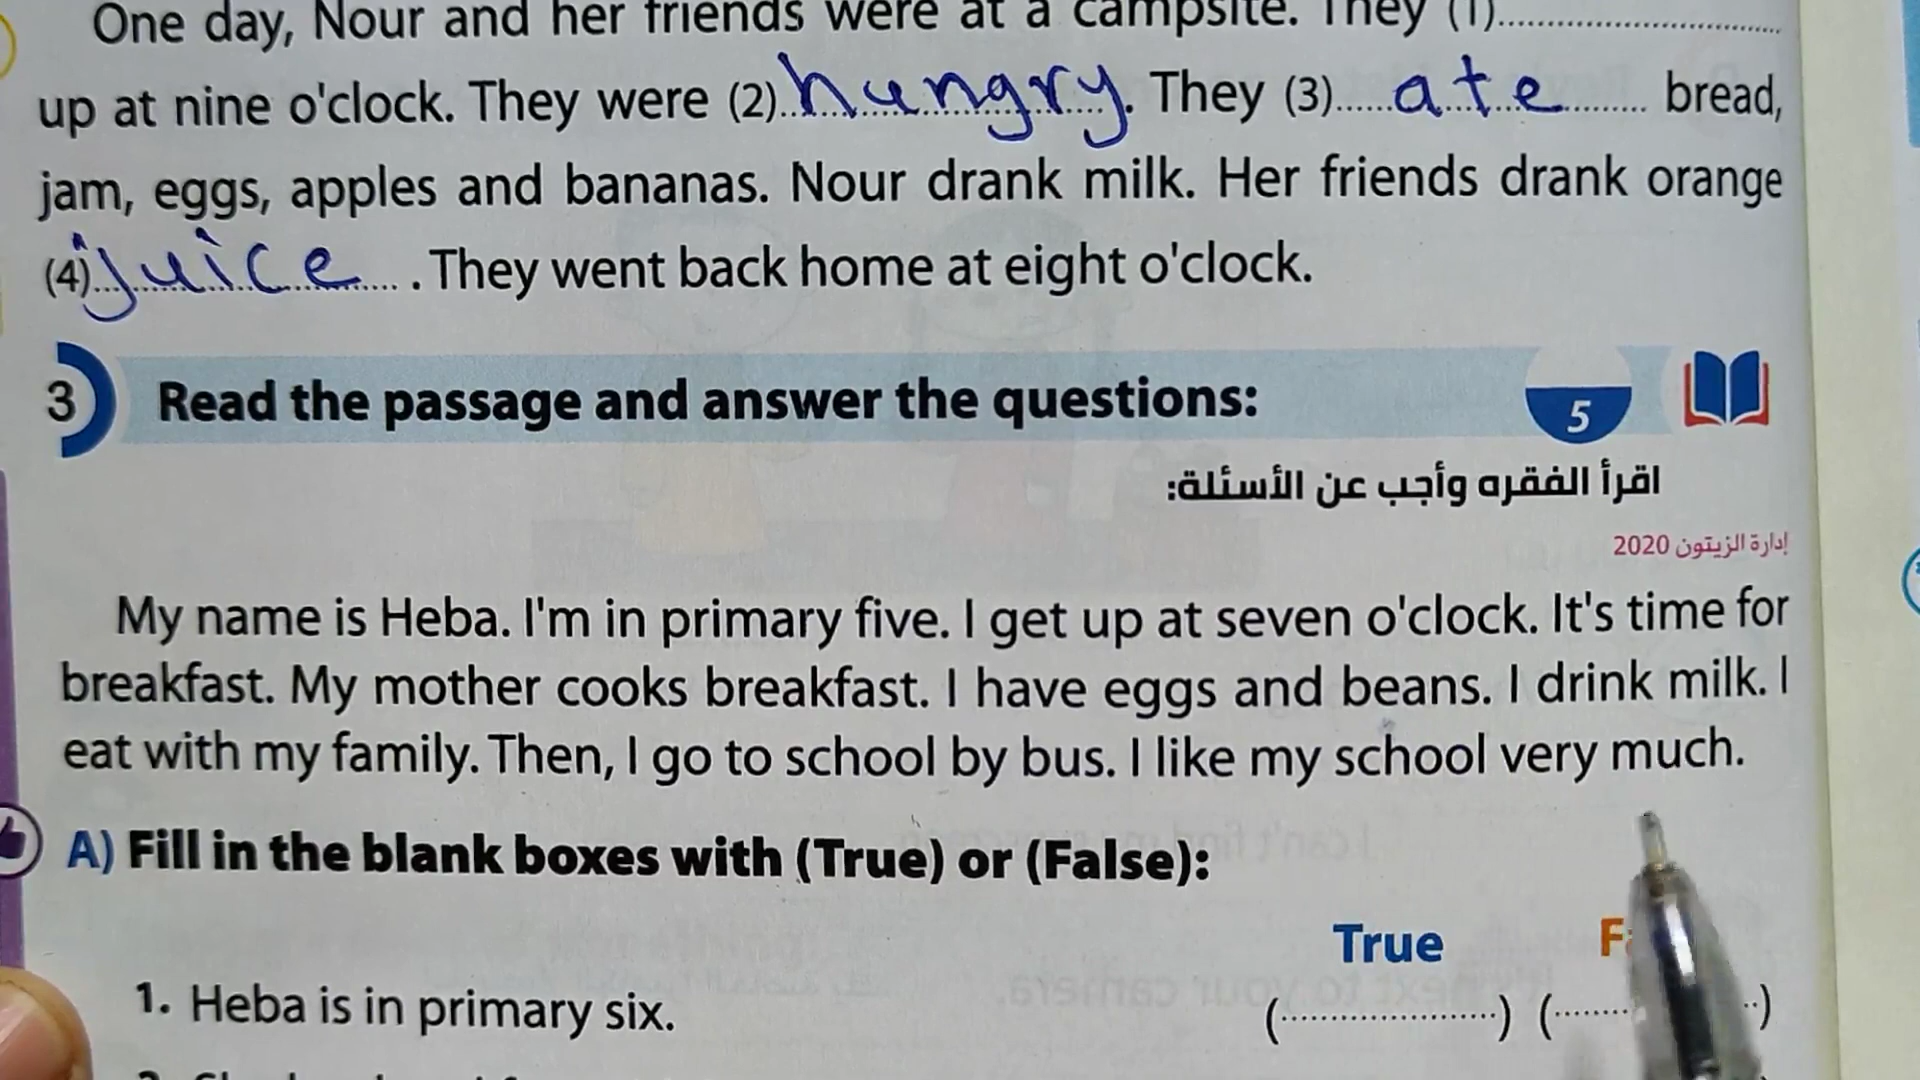 One day, Nour and her friends were at a campsite. They (1)..............................
up at nine o'clock. They were (2) hungry. They (3) ate bread,
jam, eggs, apples and bananas. Nour drank milk. Her friends drank orange
(4) juice . They went back home at eight o'clock.
3 Read the passage and answer the questions: 5
اقرأ الفقره وأجب عن الأسئلة:
إدارة الزيتون 2020
My name is Heba. I'm in primary five. I get up at seven o'clock. It's time for
breakfast. My mother cooks breakfast. I have eggs and beans. I drink milk. I
eat with my family. Then, I go to school by bus. I like my school very much.
A) Fill in the blank boxes with (True) or (False):
True
1. Heba is in primary six. (......................) (......................)